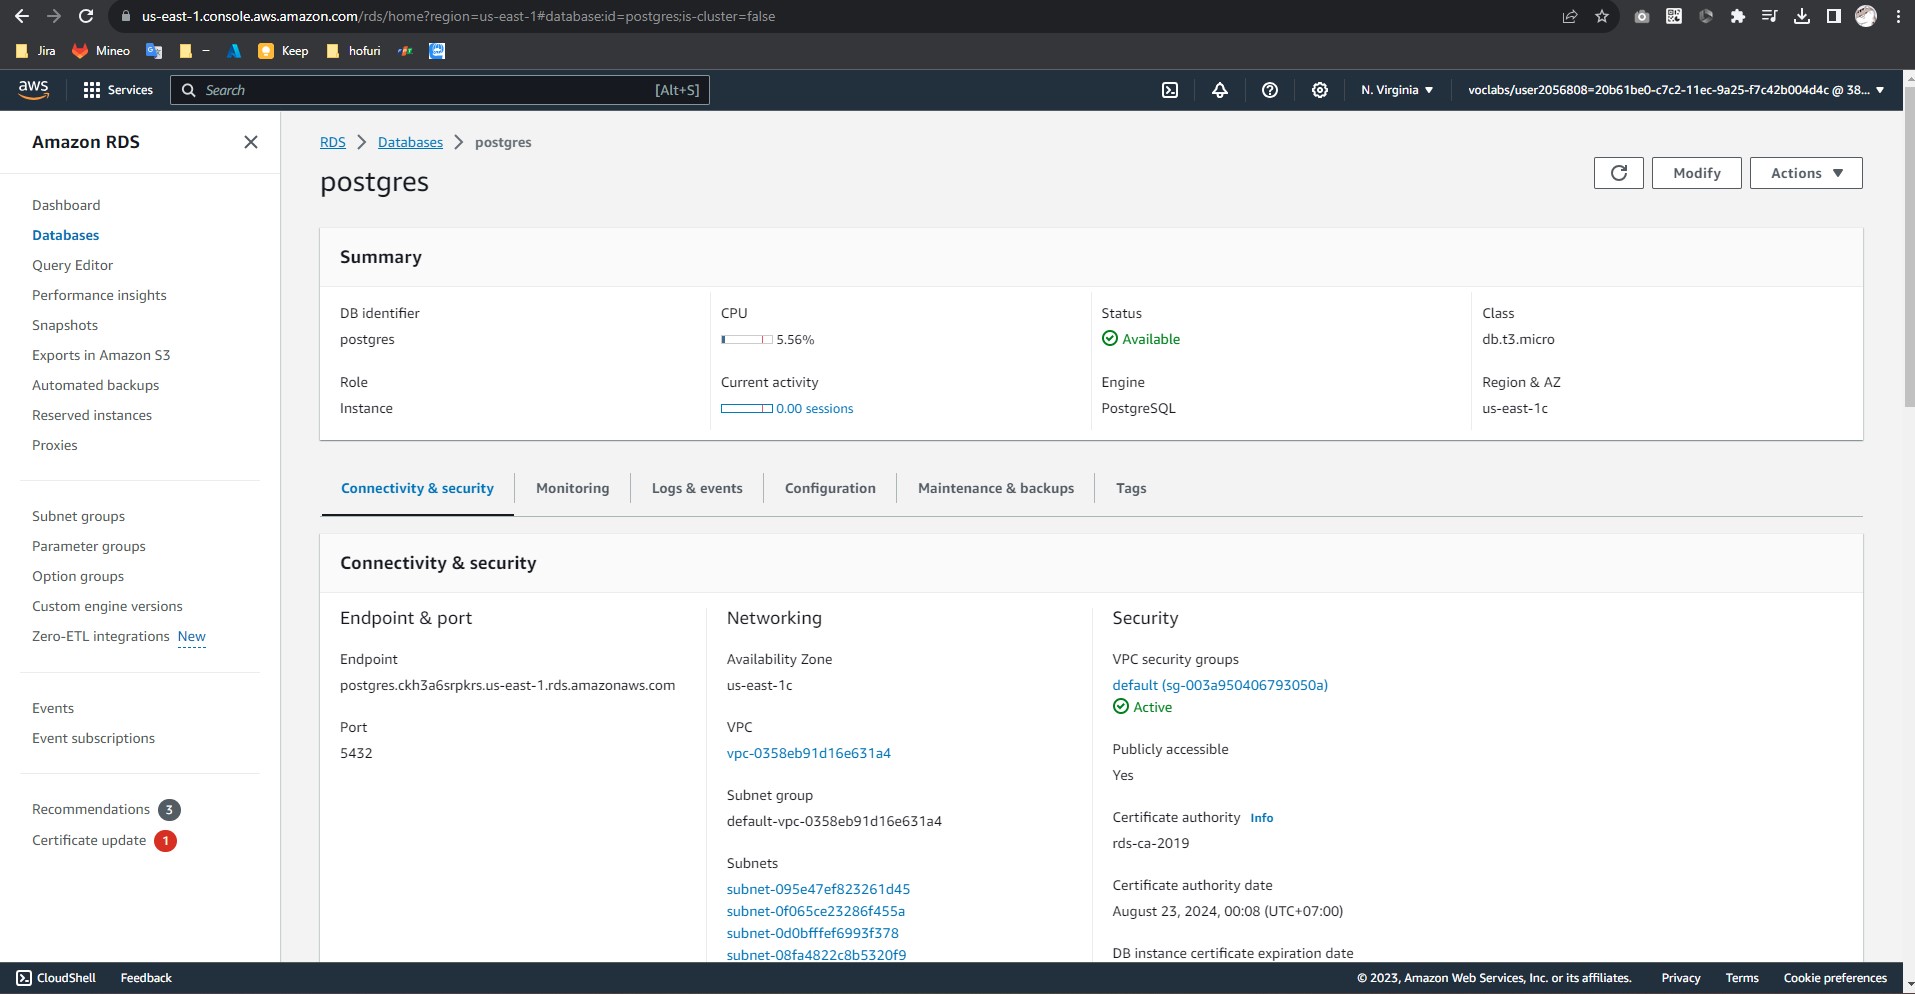 us-east-1.console.aws.amazon.com/rds/home?region=us-east-1#database:id=postgres;is-cluster=false
Jira Mineo – Keep hofuri
aws Services Search [Alt+S] N. Virginia ▼ voclabs/user2056808=20b61be0-c7c2-11ec-9a25-f7c42b004d4c @ 38... ▼
Amazon RDS
Dashboard
Databases
Query Editor
Performance insights
Snapshots
Exports in Amazon S3
Automated backups
Reserved instances
Proxies
Subnet groups
Parameter groups
Option groups
Custom engine versions
Zero-ETL integrations New
Events
Event subscriptions
Recommendations 3
Certificate update 1
RDS > Databases > postgres
postgres
Modify
Actions ▼
Summary
DB identifier
postgres
CPU
5.56%
Status
Available
Class
db.t3.micro
Role
Instance
Current activity
0.00 sessions
Engine
PostgreSQL
Region & AZ
us-east-1c
Connectivity & security Monitoring Logs & events Configuration Maintenance & backups Tags
Connectivity & security
Endpoint & port
Endpoint
postgres.ckh3a6srpkrs.us-east-1.rds.amazonaws.com
Port
5432
Networking
Availability Zone
us-east-1c
VPC
vpc-0358eb91d16e631a4
Subnet group
default-vpc-0358eb91d16e631a4
Subnets
subnet-095e47ef823261d45
subnet-0f065ce23286f455a
subnet-0d0bfffef6993f378
subnet-08fa4822c8b5320f9
Security
VPC security groups
default (sg-003a950406793050a)
Active
Publicly accessible
Yes
Certificate authority Info
rds-ca-2019
Certificate authority date
August 23, 2024, 00:08 (UTC+07:00)
DB instance certificate expiration date
CloudShell Feedback © 2023, Amazon Web Services, Inc. or its affiliates. Privacy Terms Cookie preferences